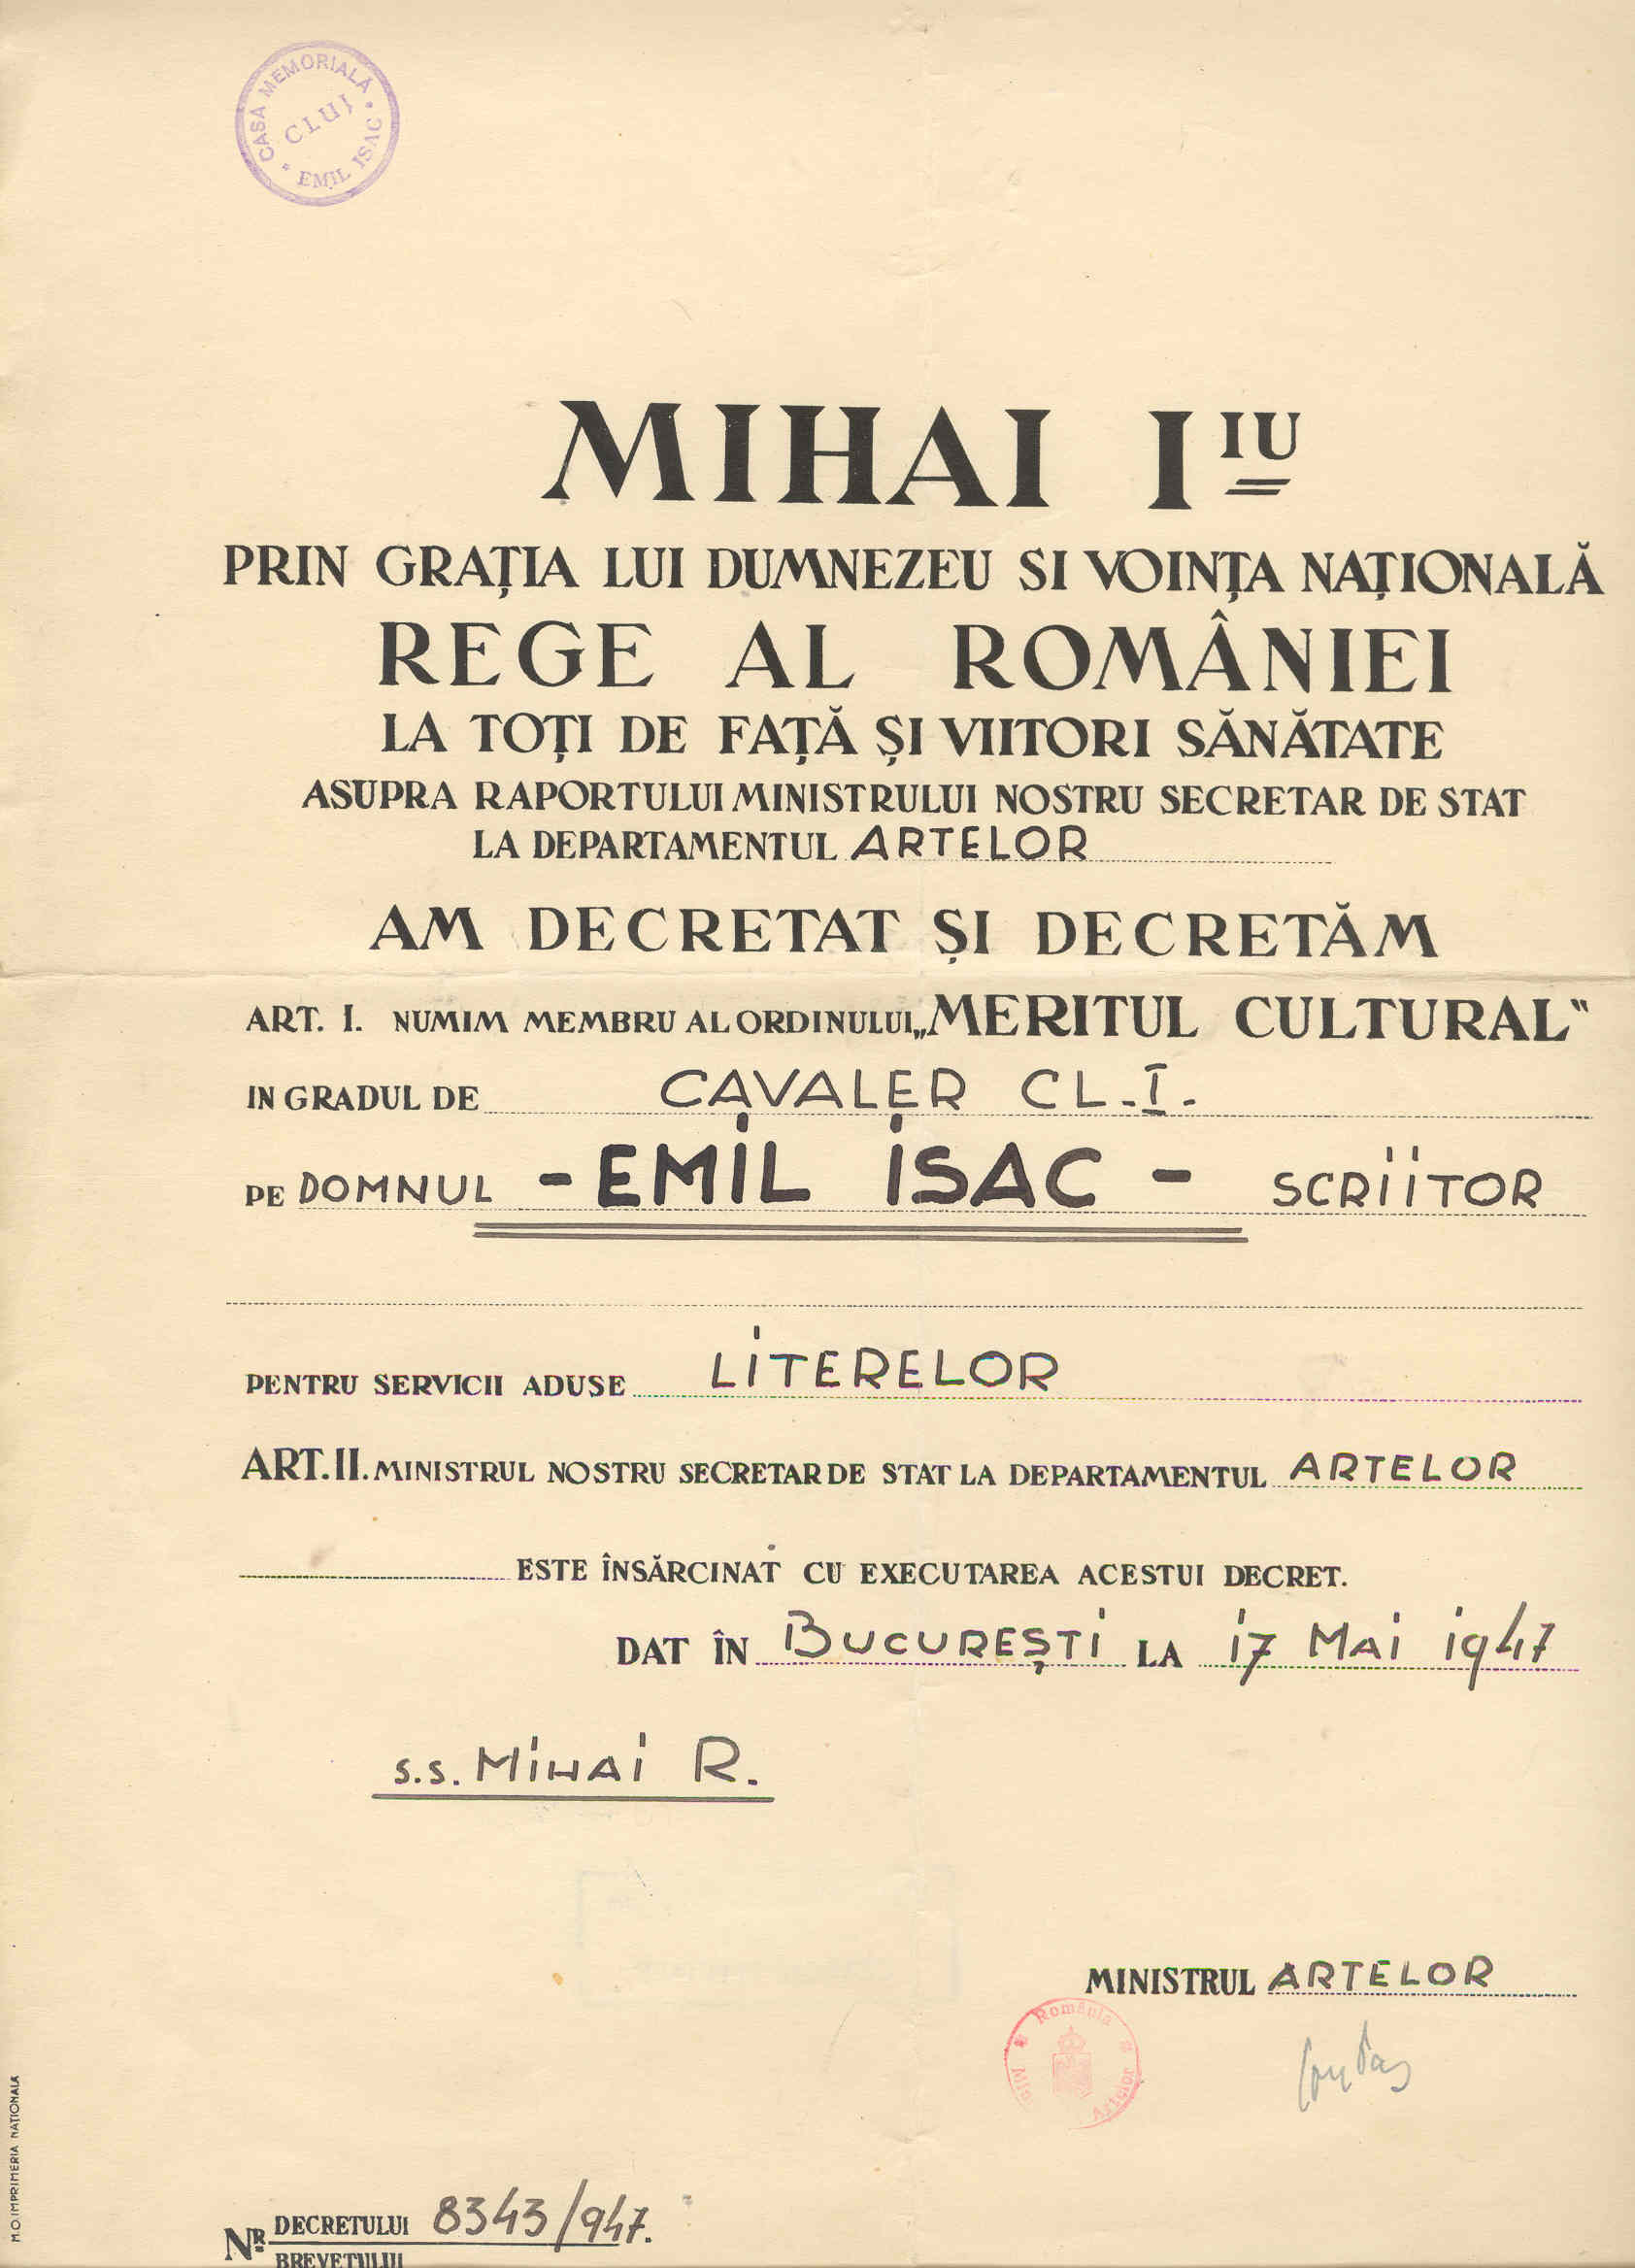 CASA MEMORIALĂ
CLUJ
* EMIL ISAC *
MIHAI I IU
PRIN GRAȚIA LUI DUMNEZEU SI VOINȚA NAȚIONALĂ
REGE AL ROMÂNIEI
LA TOȚI DE FAȚĂ ȘI VIITORI SĂNĂTATE
ASUPRA RAPORTULUI MINISTRULUI NOSTRU SECRETAR DE STAT
LA DEPARTAMENTUL ARTELOR
AM DECRETAT ȘI DECRETĂM
ART. I. NUMIM MEMBRU AL ORDINULUI „MERITUL CULTURAL“
IN GRADUL DE CAVALER CL. I.
PE DOMNUL - EMIL ISAC - SCRIITOR
PENTRU SERVICII ADUSE LITERELOR
ART. II. MINISTRUL NOSTRU SECRETAR DE STAT LA DEPARTAMENTUL ARTELOR
ESTE ÎNSĂRCINAT CU EXECUTAREA ACESTUI DECRET.
DAT ÎN BUCUREȘTI LA 17 MAI 1947
s.s. MIHAI R.
MINISTRUL ARTELOR
România
Min Artelor
NR DECRETULUI 8343/947.
BREVETULUI
M.O. IMPRIMERIA NAȚIONALĂ